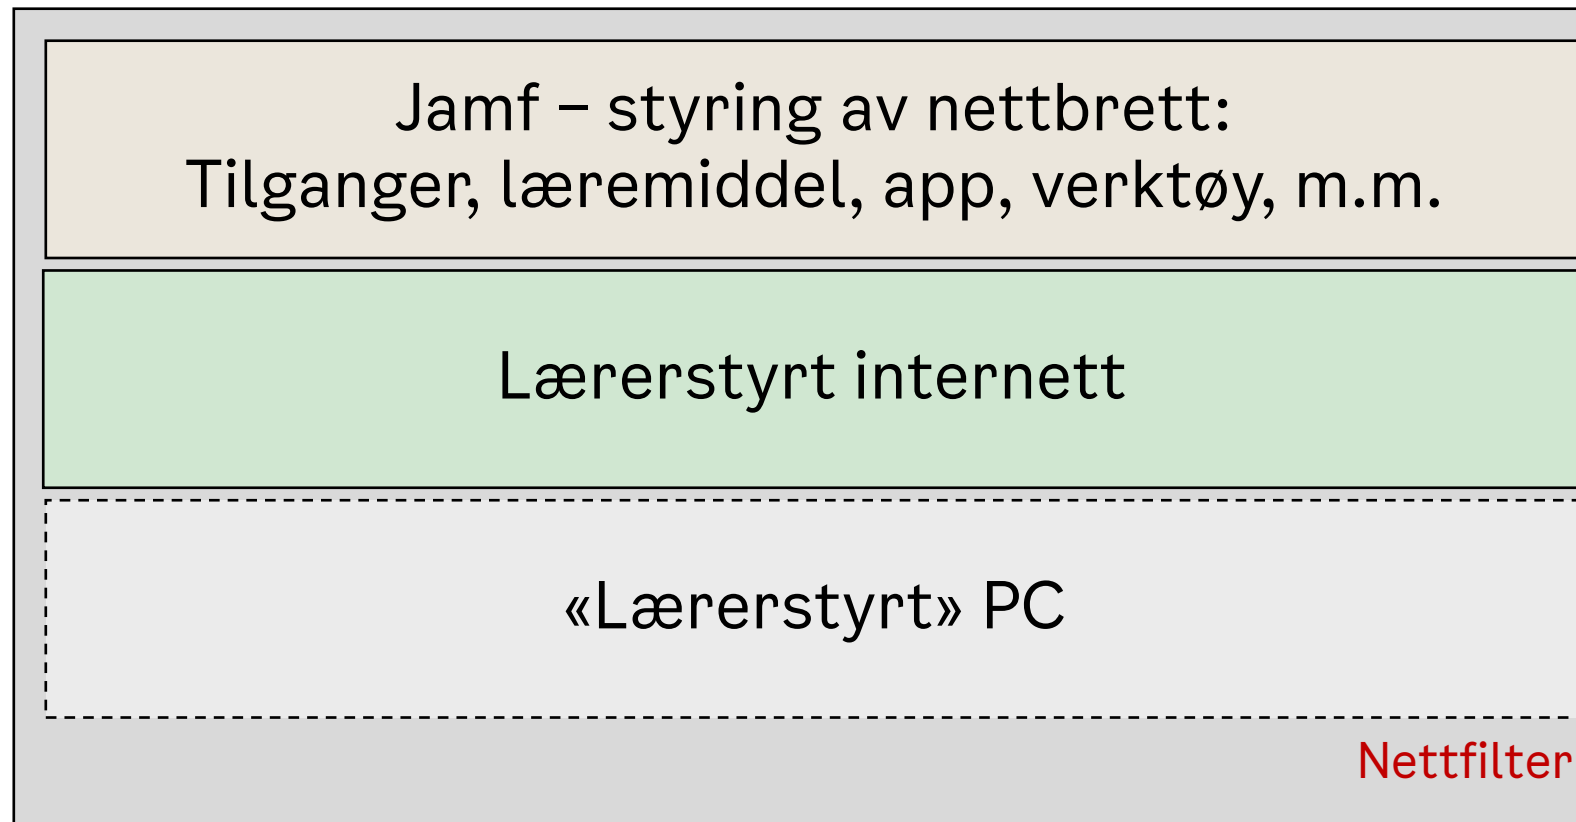 Jamf – styring av nettbrett:
Tilganger, læremiddel, app, verktøy, m.m.
Lærerstyrt internett
«Lærerstyrt» PC
Nettfilter